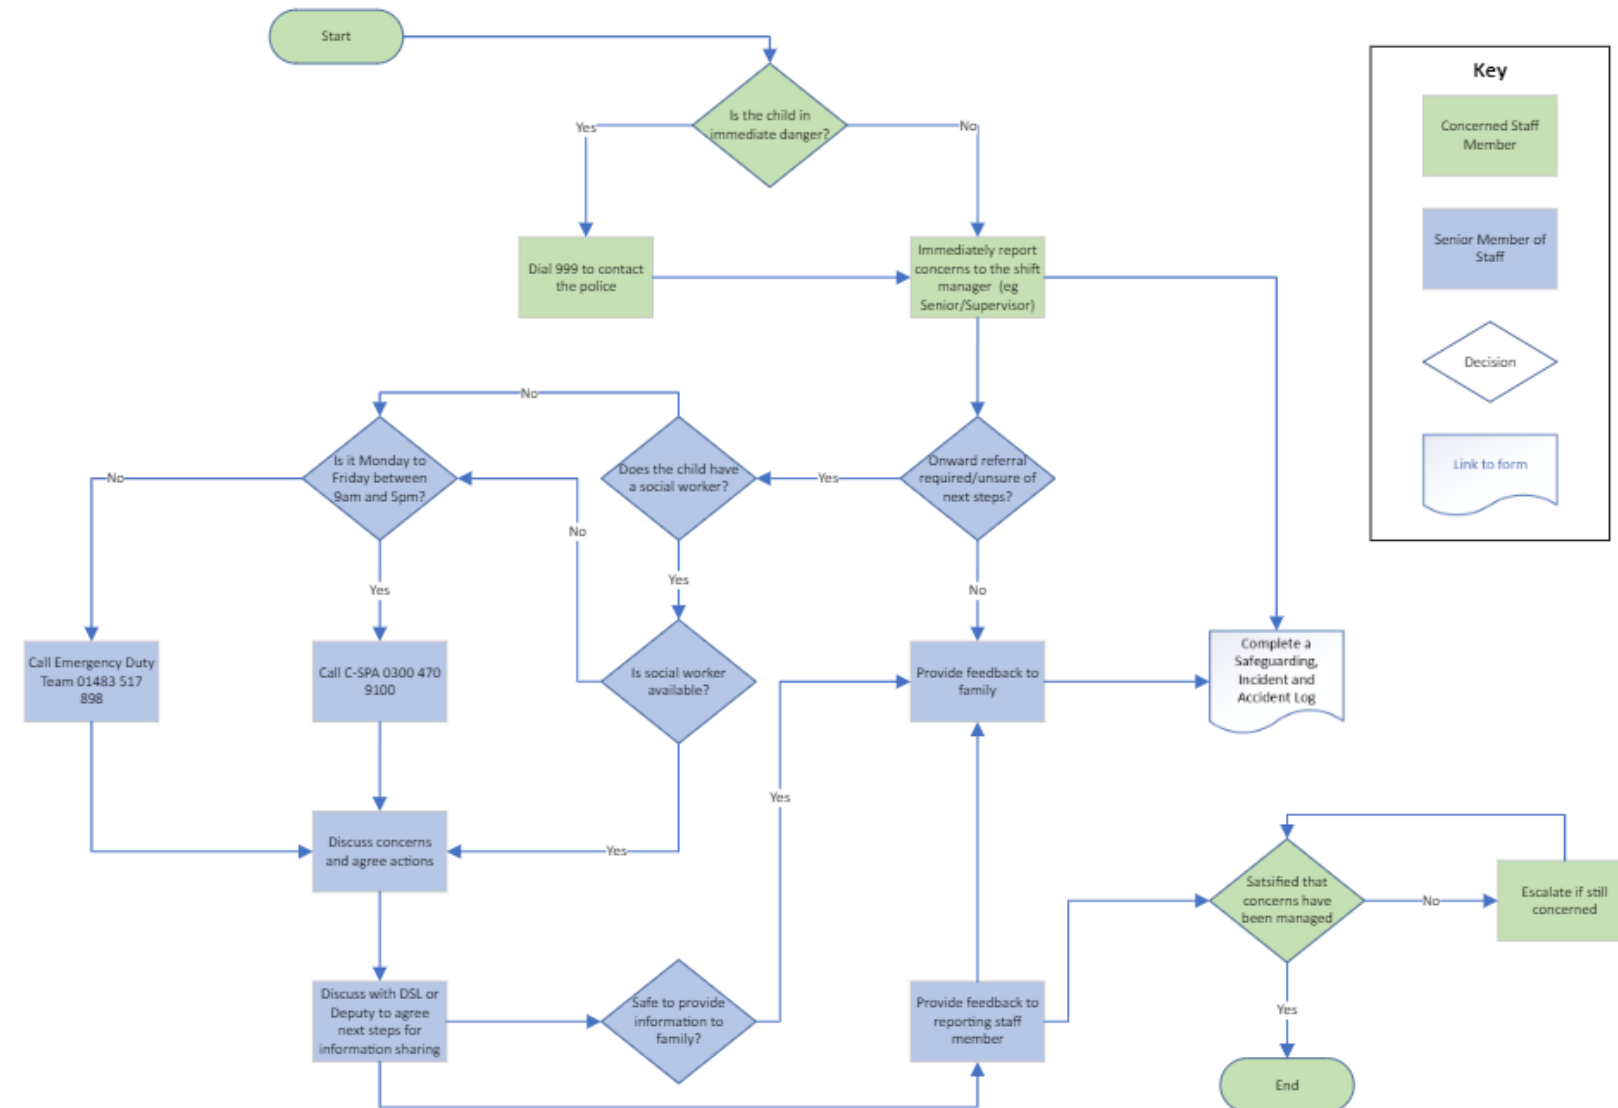 Start
Key
Is the child in
immediate danger?
Yes
No
Concerned Staff
Member
Senior Member of
Staff
Dial 999 to contact
the police
Immediately report
concerns to the shift
manager (eg
Senior/Supervisor)
Decision
No
Is it Monday to
Friday between
9am and 5pm?
Does the child have
a social worker?
Onward referral
required/unsure of
next steps?
Link to form
No
Yes
No
Yes
Yes
No
Call Emergency Duty
Team 01483 517
898
Call C-SPA 0300 470
9100
Is social worker
available?
Provide feedback to
family
Complete a
Safeguarding,
Incident and
Accident Log
Yes
Discuss concerns
and agree actions
Yes
Satsified that
concerns have
been managed
No
Escalate if still
concerned
Discuss with DSL or
Deputy to agree
next steps for
information sharing
Safe to provide
information to
family?
Provide feedback to
reporting staff
member
Yes
End